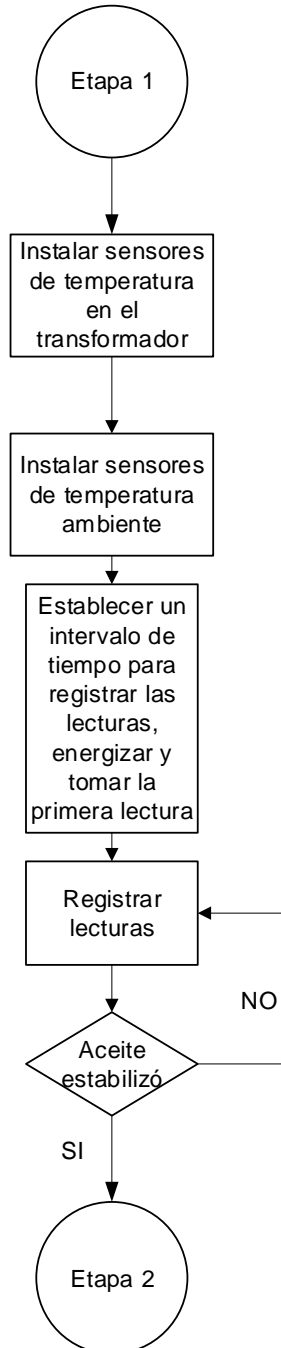 Etapa 1
Instalar sensores
de temperatura
en el
transformador
Instalar sensores
de temperatura
ambiente
Establecer un
intervalo de
tiempo para
registrar las
lecturas,
energizar y
tomar la
primera lectura
Registrar
lecturas
NO
Aceite
estabilizó
SI
Etapa 2